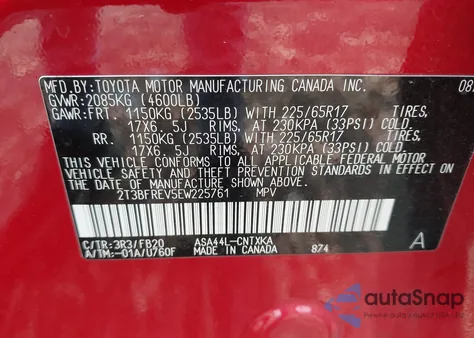 MFD.BY:TOYOTA MOTOR MANUFACTURING CANADA INC. 08
GVWR:2085KG (4600LB)
GAWR:FRT. 1150KG (2535LB) WITH 225/65R17 TIRES,
17X6.5J RIMS, AT 230KPA (33PSI) COLD.
RR. 1150KG (2535LB) WITH 225/65R17 TIRES,
17X6.5J RIMS, AT 230KPA (33PSI) COLD.
THIS VEHICLE CONFORMS TO ALL APPLICABLE FEDERAL MOTOR
VEHICLE SAFETY AND THEFT PREVENTION STANDARDS IN EFFECT ON
THE DATE OF MANUFACTURE SHOWN ABOVE.
2T3BFREV5EW225761 MPV
C/TR:3R3/FB20 ASA44L-CNTXKA
A/TM:-01A/U760F MADE IN CANADA 874 A
autoSnap